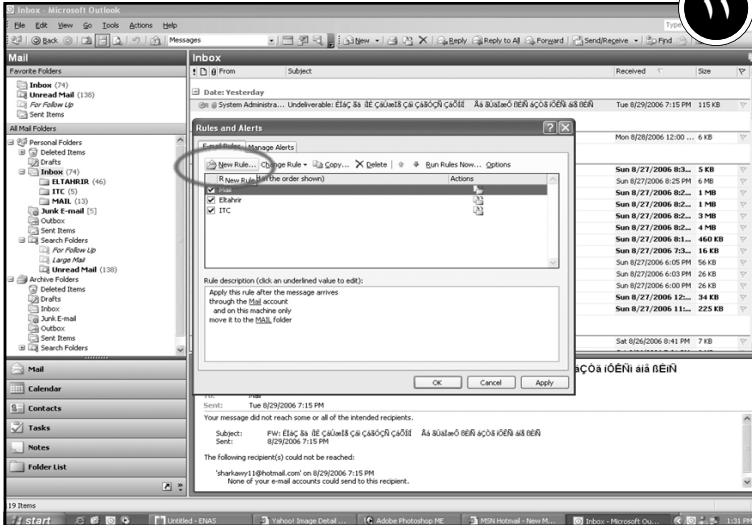 Inbox - Microsoft Outlook
١١
File Edit View Go Tools Actions Help
Back Messages New Reply Reply to All Forward Send/Receive Find
Mail
Inbox
Favorite Folders
From Subject Received Size
Inbox (74)
Unread Mail (138)
For Follow Up
Sent Items
Date: Yesterday
System Administra... Undeliverable: Tue 8/29/2006 7:15 PM 115 KB
All Mail Folders
Personal Folders
Deleted Items
Drafts
Inbox (74)
ELTAHRIR (46)
ITC (5)
MAIL (13)
Junk E-mail [5]
Outbox
Sent Items
Search Folders
For Follow Up
Large Mail
Unread Mail (138)
Archive Folders
Deleted Items
Drafts
Inbox
Junk E-mail
Outbox
Sent Items
Search Folders
Mail
Calendar
Contacts
Tasks
Notes
Folder List
Rules and Alerts
E-mail Rules Manage Alerts
New Rule... Change Rule Copy... Delete Run Rules Now... Options
New Rule in the order shown) Actions
Mail
Eltahrir
ITC
Rule description (click an underlined value to edit):
Apply this rule after the message arrives
through the Mail account
and on this machine only
move it to the MAIL folder
OK Cancel Apply
Mon 8/28/2006 12:00 ... 6 KB
Sun 8/27/2006 8:3... 5 KB
Sun 8/27/2006 8:25 PM 6 MB
Sun 8/27/2006 8:2... 1 MB
Sun 8/27/2006 8:2... 1 MB
Sun 8/27/2006 8:2... 3 MB
Sun 8/27/2006 8:2... 4 MB
Sun 8/27/2006 8:1... 460 KB
Sun 8/27/2006 7:3... 16 KB
Sun 8/27/2006 6:05 PM 56 KB
Sun 8/27/2006 6:03 PM 26 KB
Sun 8/27/2006 6:00 PM 26 KB
Sun 8/27/2006 12:... 34 KB
Sun 8/27/2006 11:... 225 KB
Sat 8/26/2006 8:41 PM 7 KB
To: Mail
Sent: Tue 8/29/2006 7:15 PM
Your message did not reach some or all of the intended recipients.
Subject: FW:
Sent: 8/29/2006 7:15 PM
The following recipient(s) could not be reached:
'sharkawy11@hotmail.com' on 8/29/2006 7:15 PM
None of your e-mail accounts could send to this recipient.
19 Items
start Untitled - ENAS Yahoo! Image Detail ... Adobe Photoshop ME MSN Hotmail - New M... Inbox - Microsoft Ou... 1:31 PM